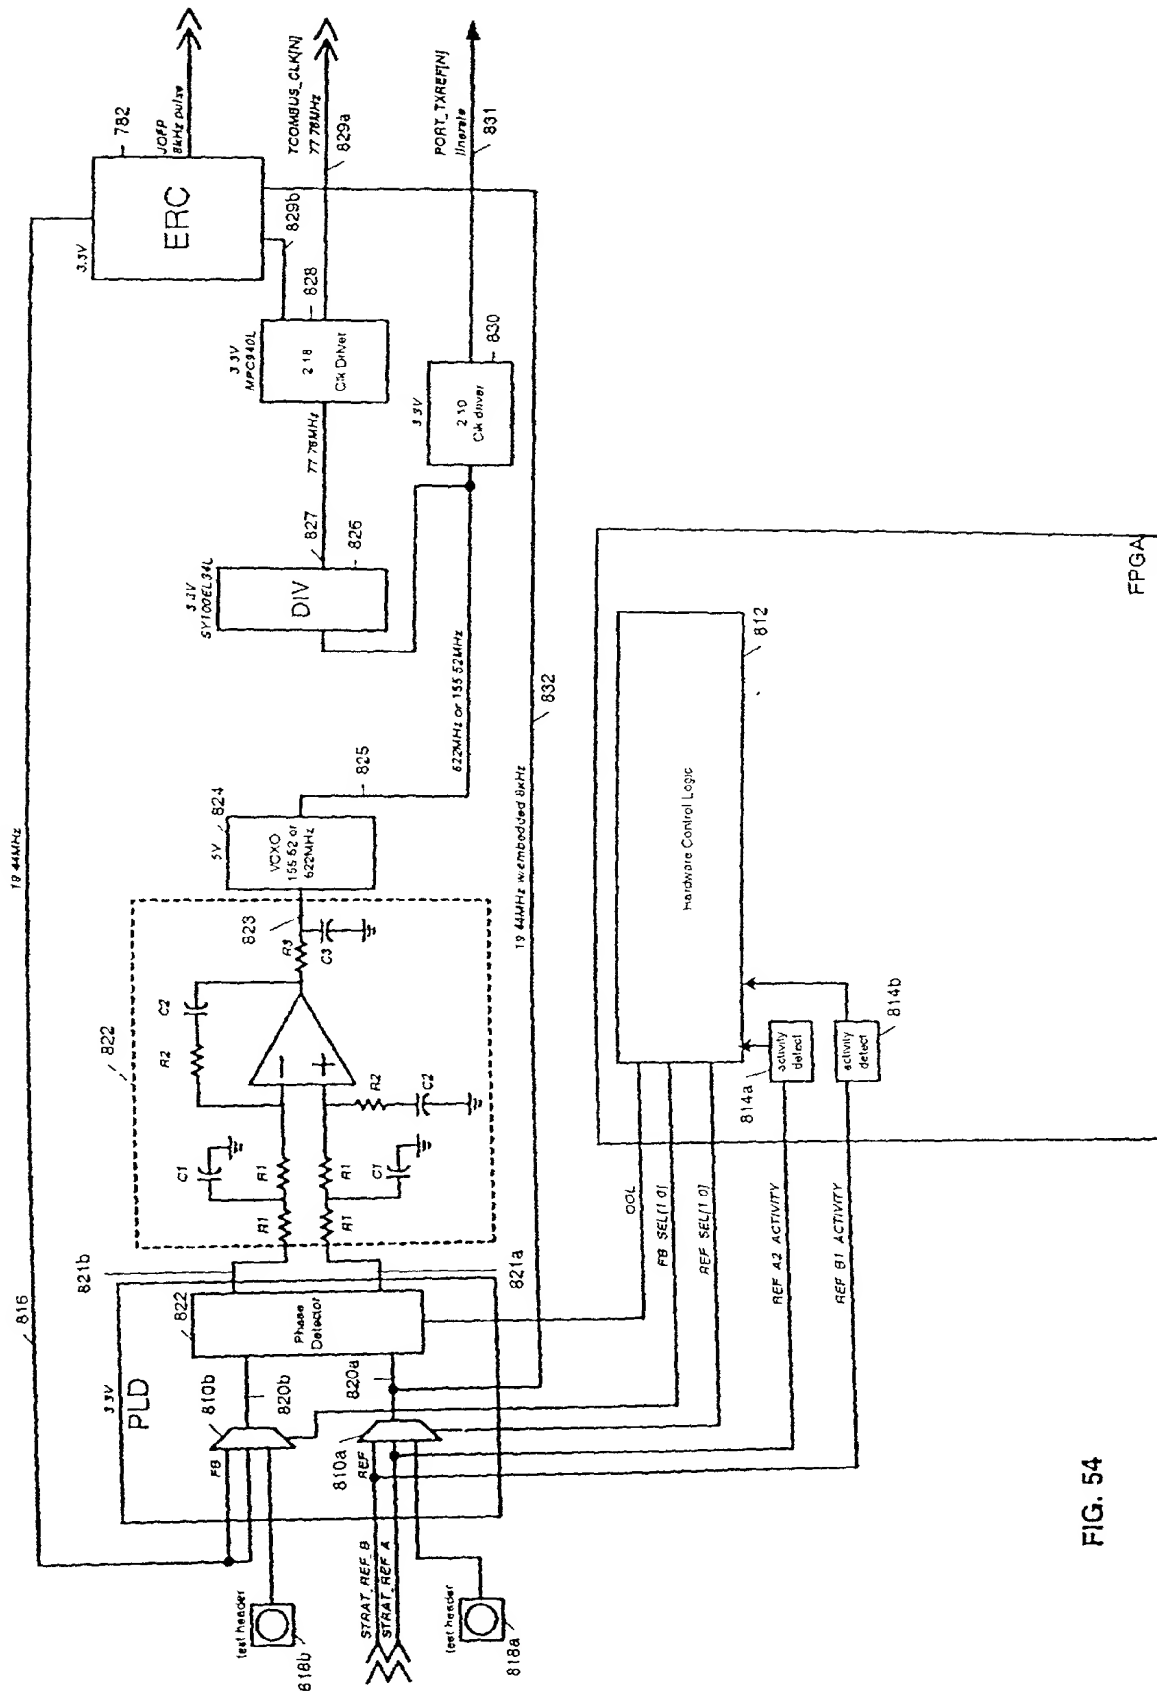 816
19 44MHz
3.3V
ERC
782
JOFP
8kHz pulse
829b
TCOMBUS_CLK[N]
77 76MHz
829a
3 3V
MPC940L
2 18
Clk Driver
828
77 76MHz
827
826
3 3V
SY100EL34L
DIV
PORT_TXREF[N]
linerate
831
830
3 3V
2 10
Clk driver
622MHz or 155 52MHz
832
19 44MHz w/embedded 8kHz
825
824
5V
VCXO
155 52 or
622MHz
823
R3
C3
822
C2
R2
R2
C2
C1
R1
R1
R1
R1
C1
821b
821a
822
Phase
Detector
3 3V
PLD
810b
820b
820a
FB
810a
REF
test header
818b
STRAT_REF B
STRAT_REF A
test header
818a
OOL
FB SEL[1 0]
REF SEL[1 0]
REF A2 ACTIVITY
REF B1 ACTIVITY
814a
activity
detect
activity
detect
814b
Hardware Control Logic
812
FPGA
FIG. 54